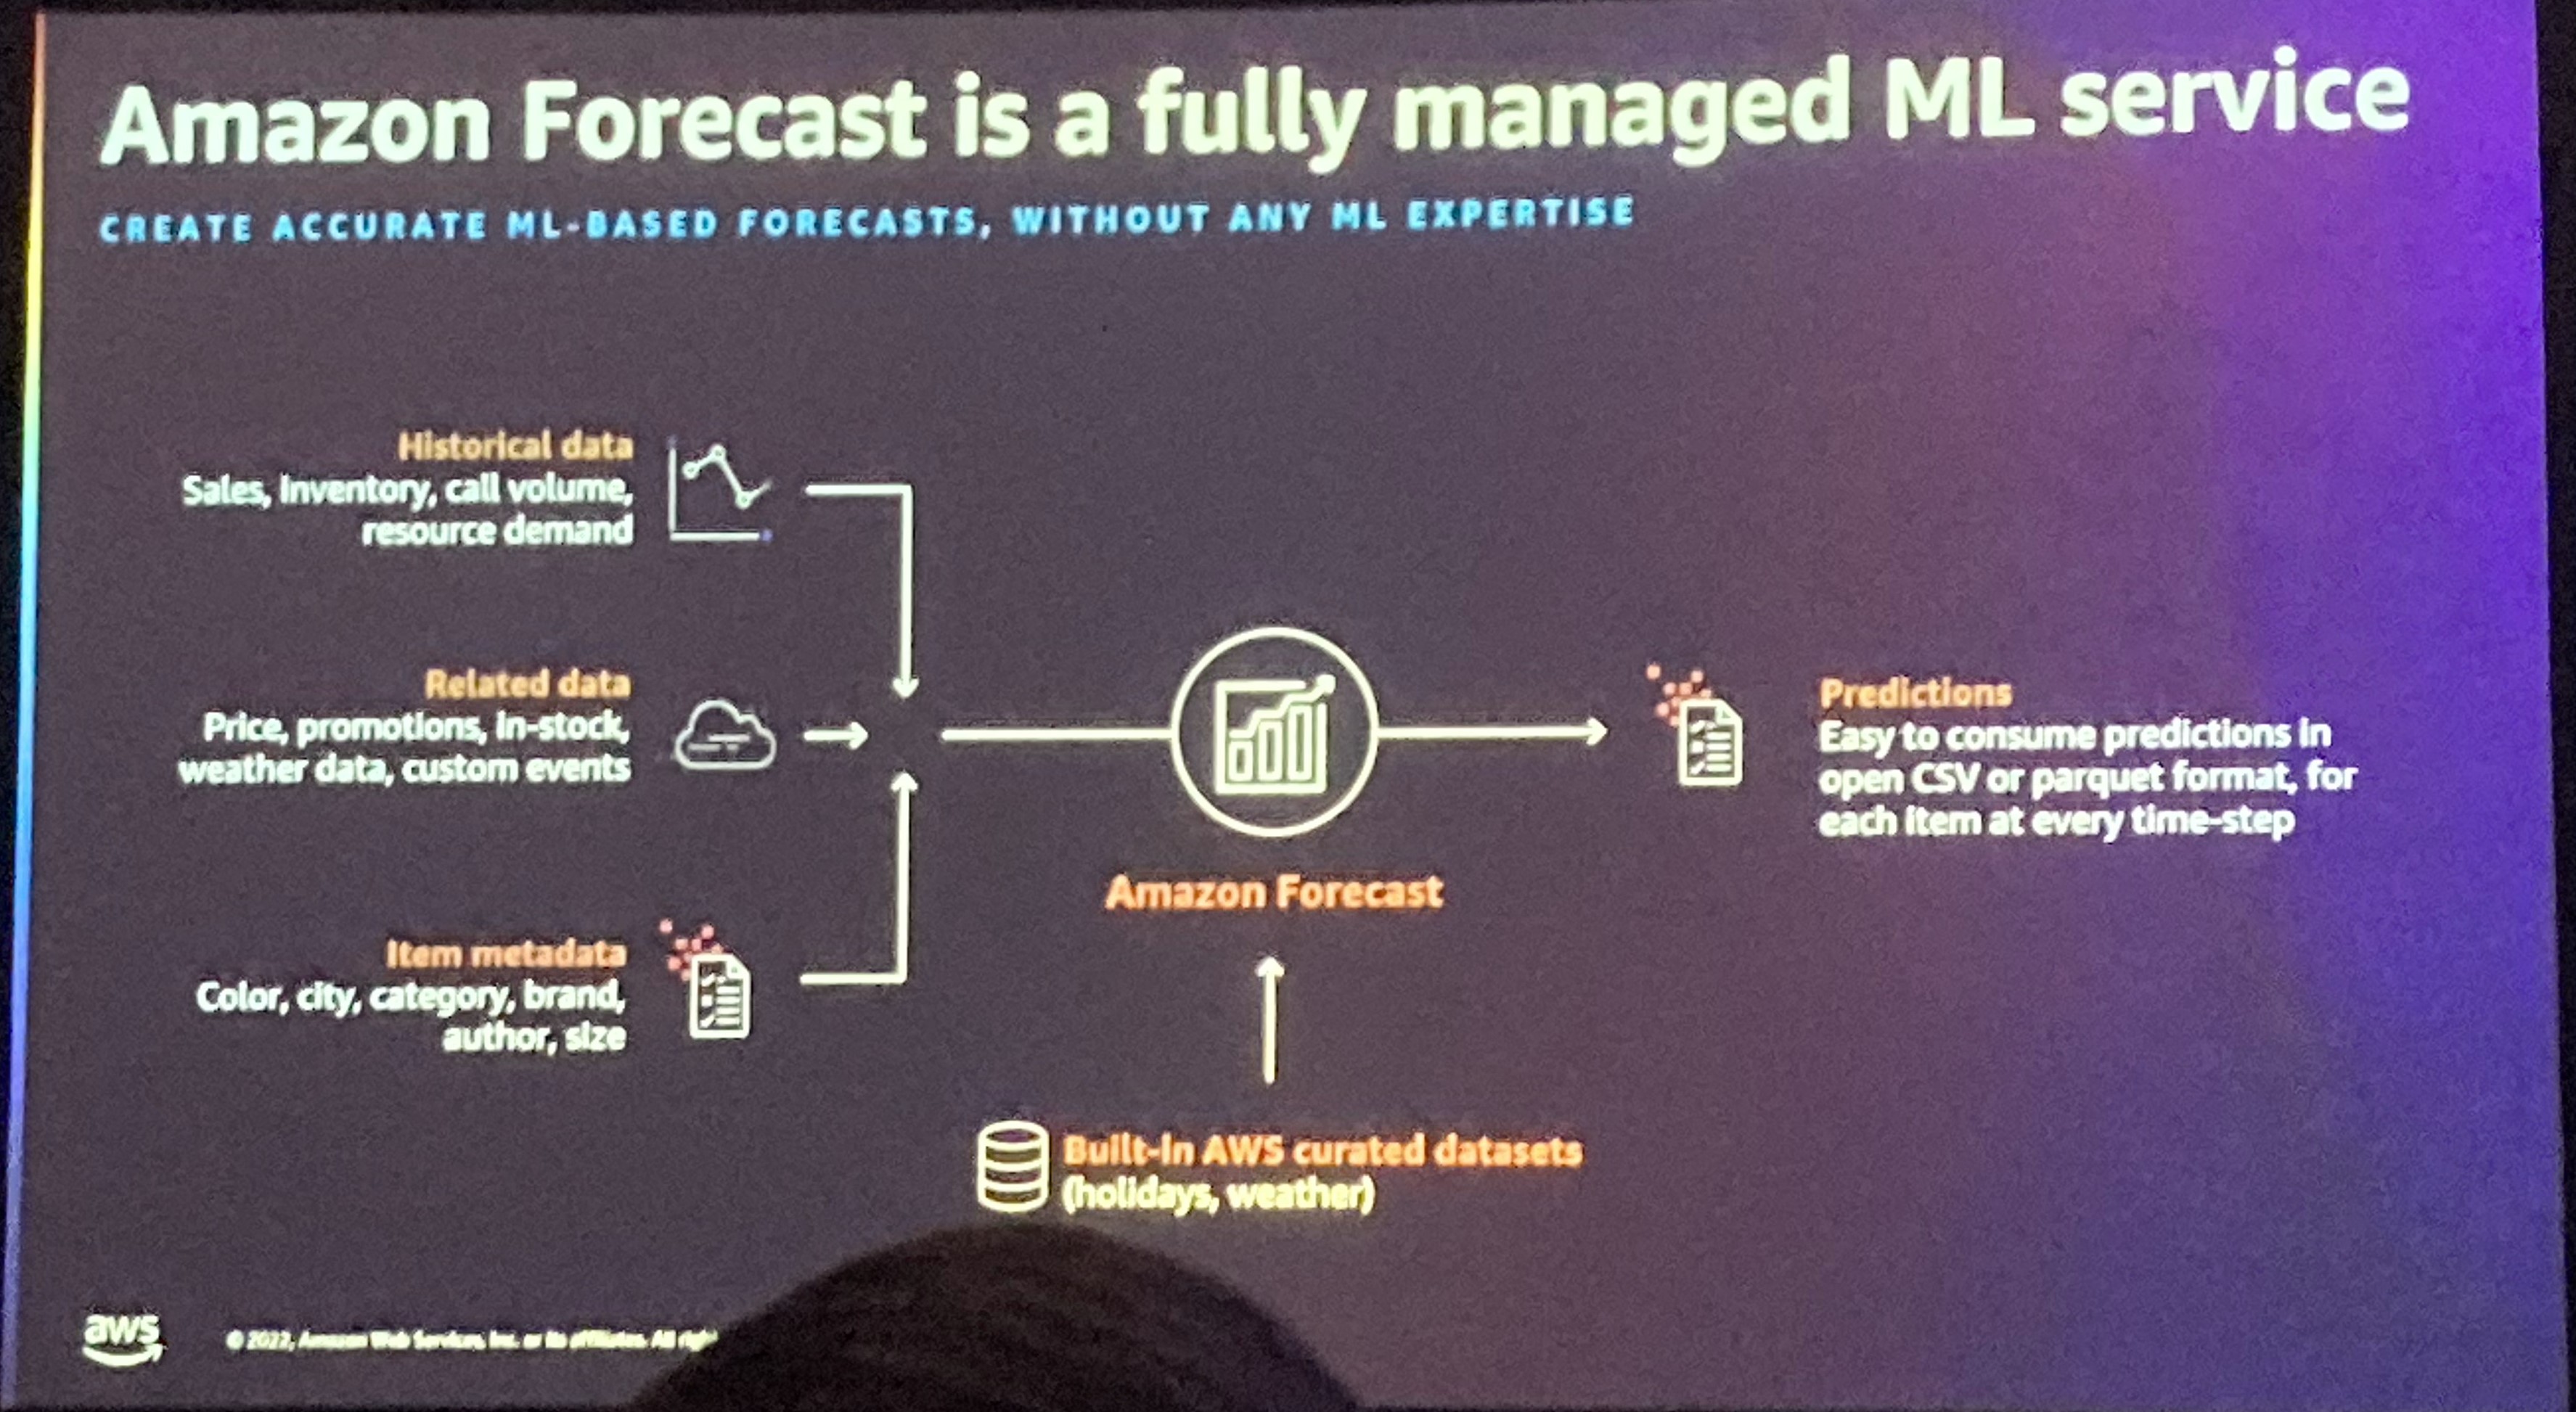 Amazon Forecast is a fully managed ML service
CREATE ACCURATE ML-BASED FORECASTS, WITHOUT ANY ML EXPERTISE
Historical data
Sales, inventory, call volume,
resource demand
Related data
Price, promotions, in-stock,
weather data, custom events
Item metadata
Color, city, category, brand,
author, size
Amazon Forecast
Built-in AWS curated datasets
(holidays, weather)
Predictions
Easy to consume predictions in
open CSV or parquet format, for
each item at every time-step
aws
© 2022, Amazon Web Services, Inc. or its affiliates. All